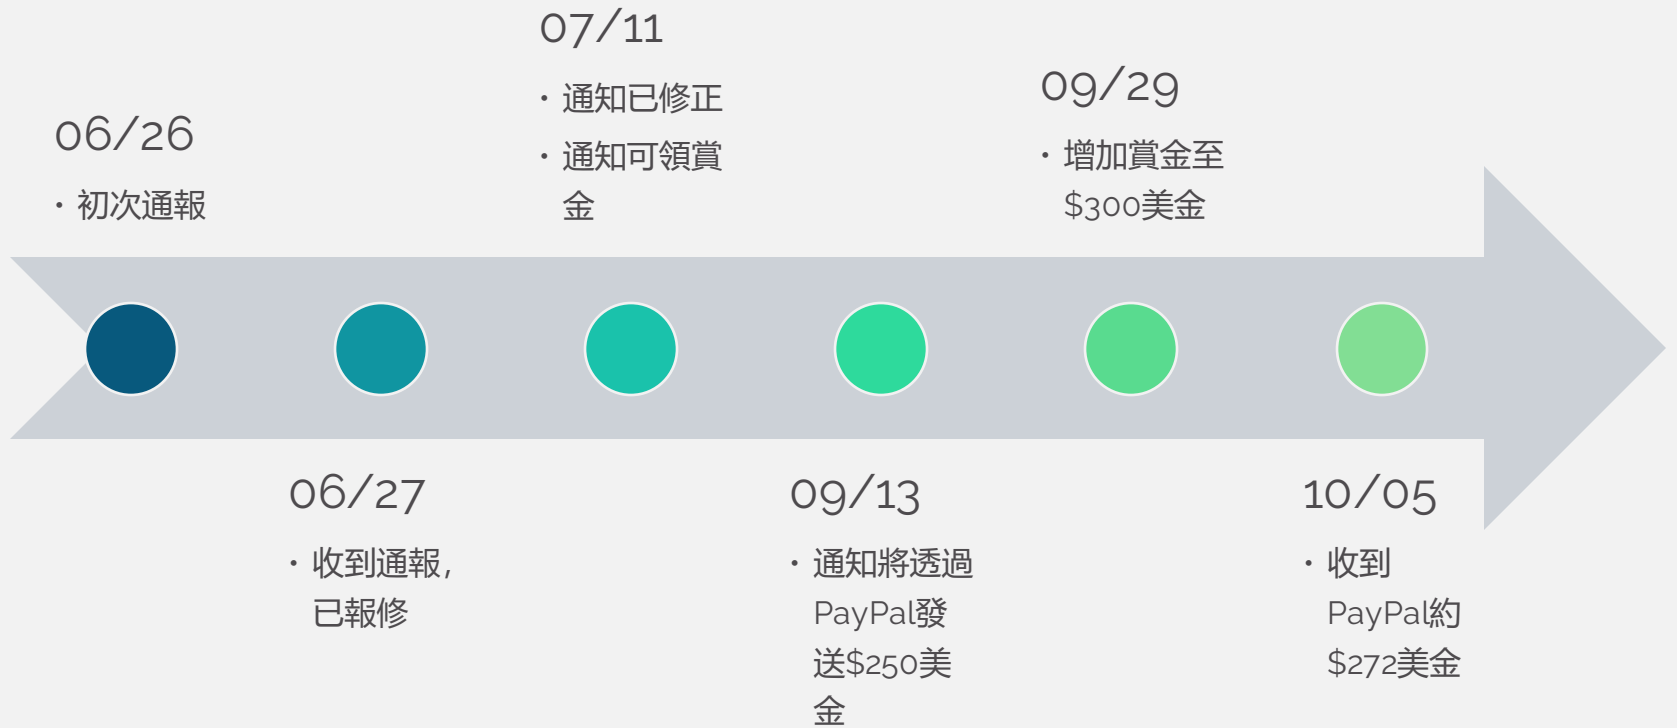 06/26
・初次通報
06/27
・收到通報，
已報修
07/11
・通知已修正
・通知可領賞
金
09/13
・通知將透過
PayPal發
送$250美
金
09/29
・增加賞金至
$300美金
10/05
・收到
PayPal約
$272美金